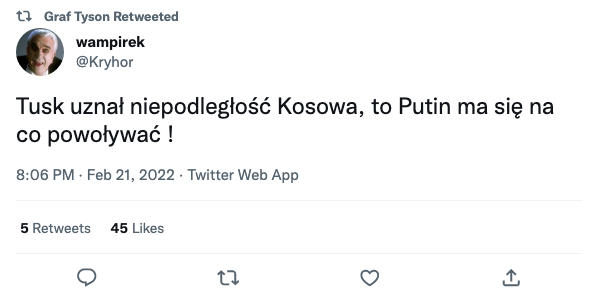 Graf Tyson Retweeted
wampirek
@Kryhor
Tusk uznał niepodległość Kosowa, to Putin ma się na
co powoływać !
8:06 PM · Feb 21, 2022 · Twitter Web App
5 Retweets 45 Likes